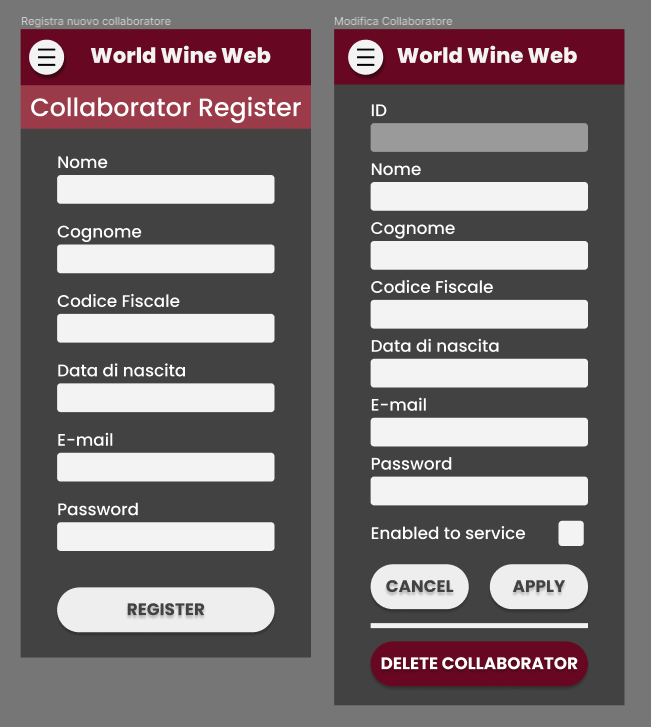 Registra nuovo collaboratore
World Wine Web
Collaborator Register
Nome
Cognome
Codice Fiscale
Data di nascita
E-mail
Password
REGISTER
Modifica Collaboratore
World Wine Web
ID
Nome
Cognome
Codice Fiscale
Data di nascita
E-mail
Password
Enabled to service
CANCEL APPLY
DELETE COLLABORATOR